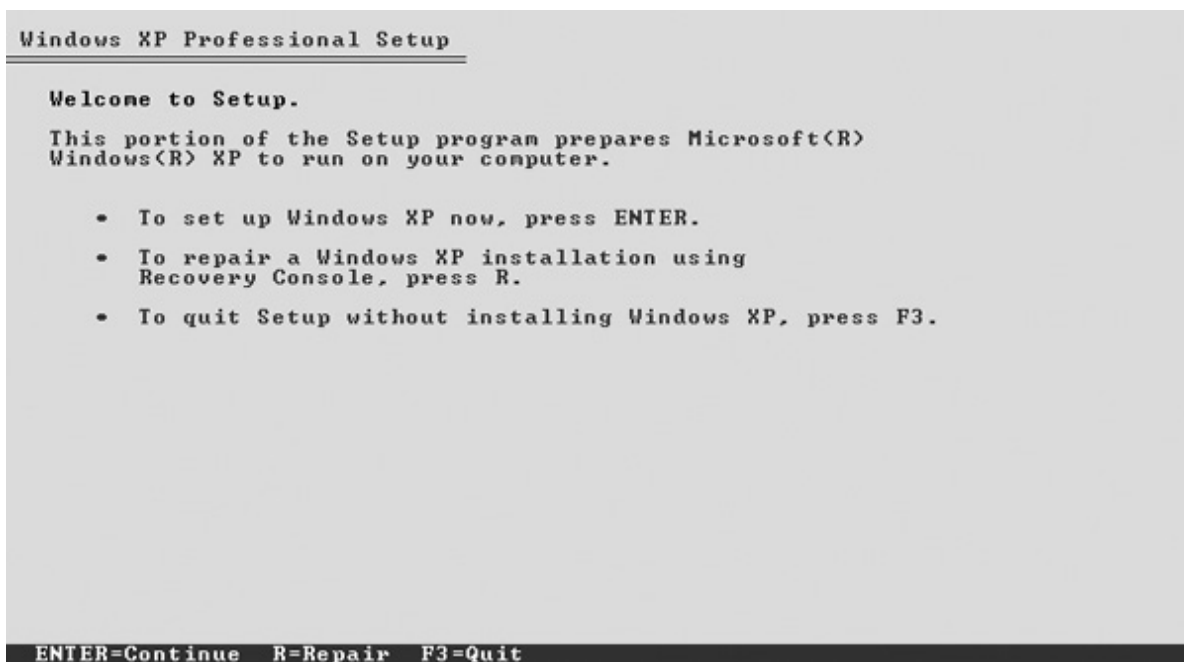 Windows XP Professional Setup
Welcome to Setup.
This portion of the Setup program prepares Microsoft(R)
Windows(R) XP to run on your computer.
• To set up Windows XP now, press ENTER.
• To repair a Windows XP installation using
Recovery Console, press R.
• To quit Setup without installing Windows XP, press F3.
ENTER=Continue R=Repair F3=Quit